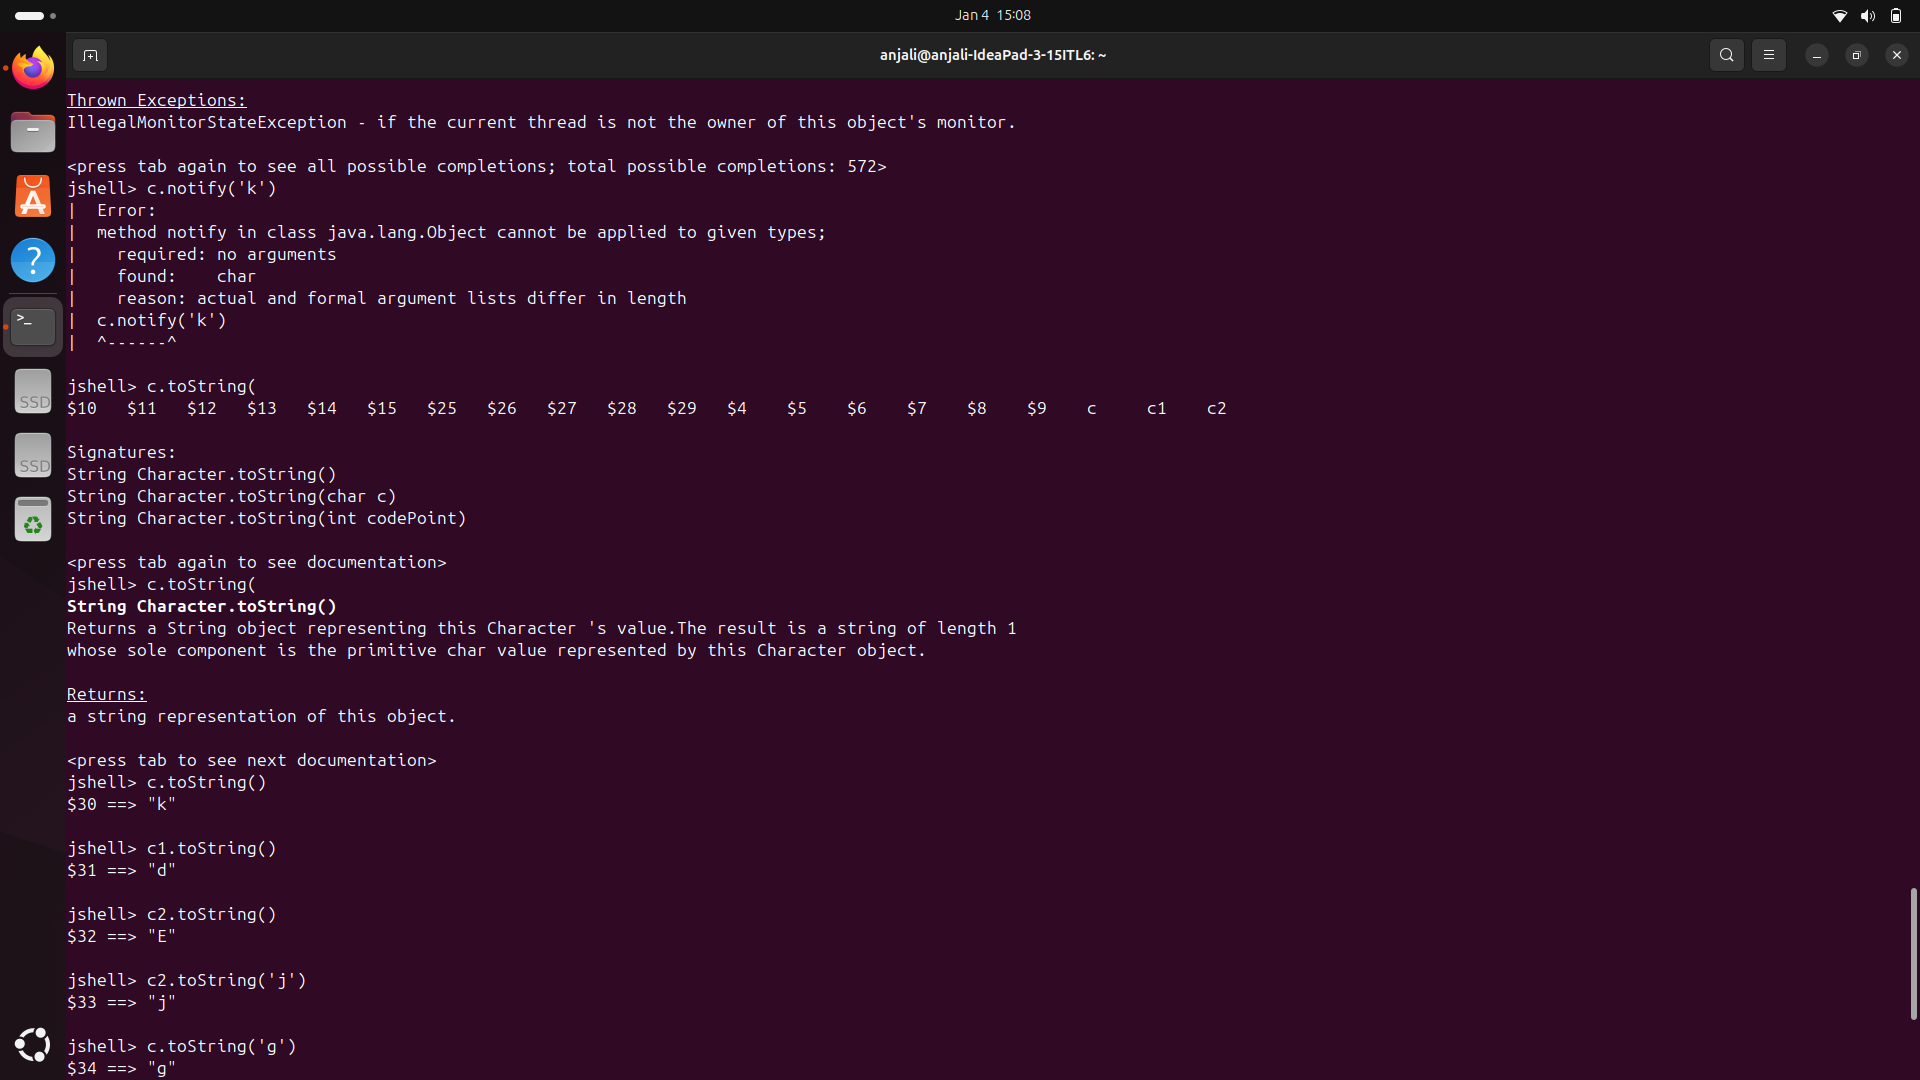 Jan 4 15:08
anjali@anjali-IdeaPad-3-15ITL6: ~
Thrown Exceptions:
IllegalMonitorStateException - if the current thread is not the owner of this object's monitor.
<press tab again to see all possible completions; total possible completions: 572>
jshell> c.notify('k')
|  Error:
|  method notify in class java.lang.Object cannot be applied to given types;
|    required: no arguments
|    found:    char
|    reason: actual and formal argument lists differ in length
|  c.notify('k')
|  ^------^
jshell> c.toString(
$10   $11   $12   $13   $14   $15   $25   $26   $27   $28   $29   $4    $5    $6    $7    $8    $9    c     c1    c2
Signatures:
String Character.toString()
String Character.toString(char c)
String Character.toString(int codePoint)
<press tab again to see documentation>
jshell> c.toString(
String Character.toString()
Returns a String object representing this Character 's value.The result is a string of length 1
whose sole component is the primitive char value represented by this Character object.
Returns:
a string representation of this object.
<press tab to see next documentation>
jshell> c.toString()
$30 ==> "k"
jshell> c1.toString()
$31 ==> "d"
jshell> c2.toString()
$32 ==> "E"
jshell> c2.toString('j')
$33 ==> "j"
jshell> c.toString('g')
$34 ==> "g"
>_
SSD
SSD